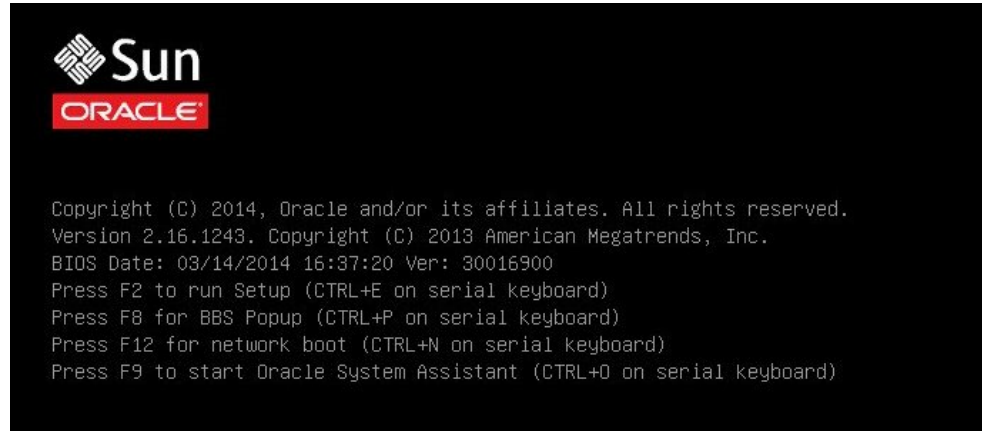 Sun
ORACLE
Copyright (C) 2014, Oracle and/or its affiliates. All rights reserved.
Version 2.16.1243. Copyright (C) 2013 American Megatrends, Inc.
BIOS Date: 03/14/2014 16:37:20 Ver: 30016900
Press F2 to run Setup (CTRL+E on serial keyboard)
Press F8 for BBS Popup (CTRL+P on serial keyboard)
Press F12 for network boot (CTRL+N on serial keyboard)
Press F9 to start Oracle System Assistant (CTRL+O on serial keyboard)